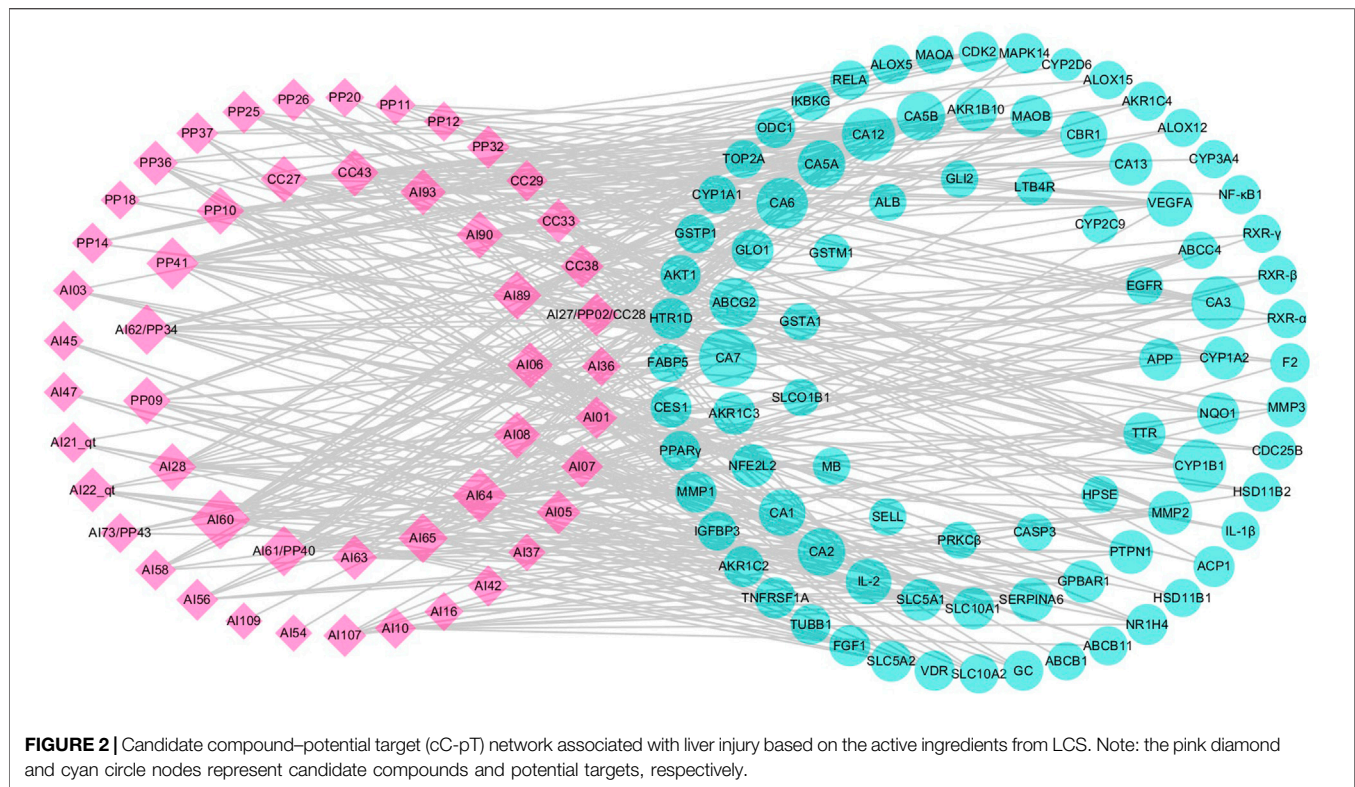 PP26
PP20
PP11
PP25
PP12
PP37
PP32
PP36
CC27
CC43
CC29
AI93
PP18
PP10
CC33
PP14
AI90
PP41
CC38
AI03
AI89
AI62/PP34
AI27/PP02/CC28
AI45
AI06
AI36
AI47
PP09
AI01
AI21_qt
AI08
AI28
AI07
AI22_qt
AI64
AI60
AI05
AI73/PP43
AI65
AI61/PP40
AI63
AI37
AI58
AI42
AI56
AI16
AI109
AI54
AI107
AI10
CDK2
MAOA
MAPK14
ALOX5
CYP2D6
RELA
ALOX15
IKBKG
AKR1C4
CA5B
AKR1B10
MAOB
ODC1
CA12
CBR1
ALOX12
TOP2A
CA5A
CA13
CYP3A4
GLI2
LTB4R
CYP1A1
CA6
ALB
VEGFA
NF-κB1
CYP2C9
GSTP1
GLO1
GSTM1
ABCC4
RXR-γ
AKT1
EGFR
RXR-β
ABCG2
CA3
HTR1D
GSTA1
RXR-α
FABP5
CA7
APP
CYP1A2
F2
SLCO1B1
CES1
AKR1C3
NQO1
MMP3
TTR
PPARγ
CDC25B
NFE2L2
MB
CYP1B1
MMP1
HPSE
HSD11B2
CA1
SELL
MMP2
IGFBP3
PRKCβ
CASP3
IL-1β
CA2
PTPN1
AKR1C2
ACP1
IL-2
GPBAR1
TNFRSF1A
SLC5A1
SLC10A1
SERPINA6
HSD11B1
TUBB1
NR1H4
FGF1
ABCB11
SLC5A2
VDR
SLC10A2
GC
ABCB1
FIGURE 2 | Candidate compound–potential target (cC-pT) network associated with liver injury based on the active ingredients from LCS. Note: the pink diamond
and cyan circle nodes represent candidate compounds and potential targets, respectively.